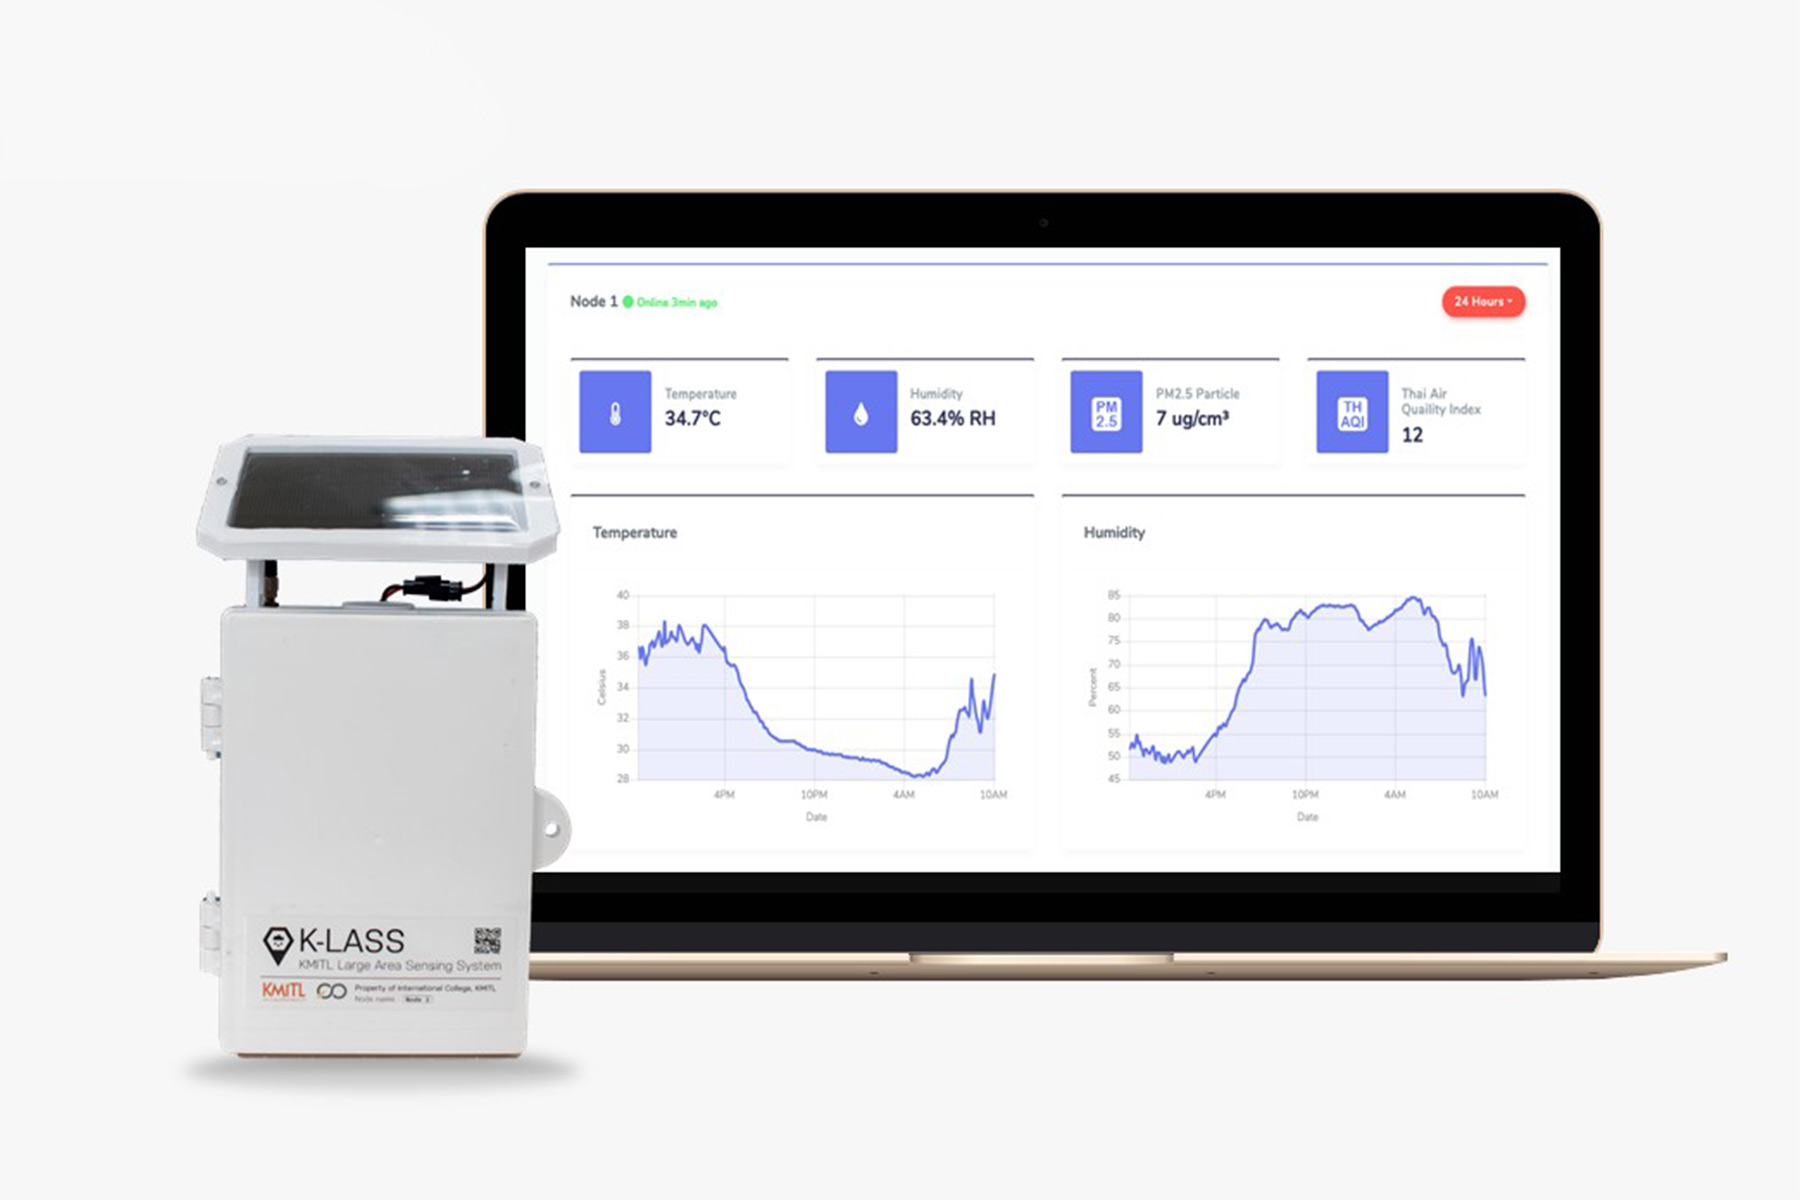 Node 1 Online 3min ago
24 Hours
Temperature
34.7°C
Humidity
63.4% RH
PM
2.5
PM2.5 Particle
7 ug/cm³
TH
AQI
Thai Air
Quaility Index
12
Temperature
40
38
36
34
32
30
28
Celsius
4PM 10PM 4AM 10AM
Date
Humidity
85
80
75
70
65
60
55
50
45
Percent
4PM 10PM 4AM 10AM
Date
K-LASS
KMITL Large Area Sensing System
KMITL
Property of International College, KMITL
Node name Node 1